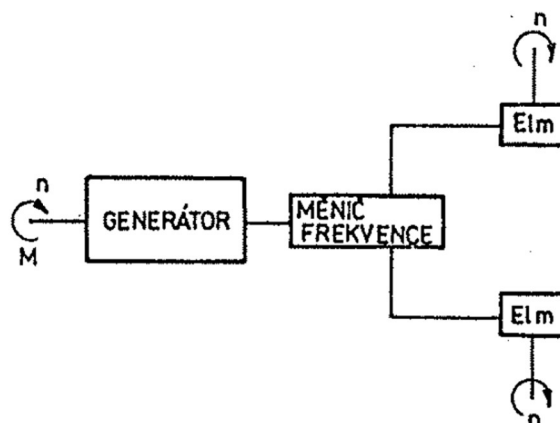 n
Elm
n
M
GENERÁTOR
MĚNIČ
FREKVENCE
Elm
n